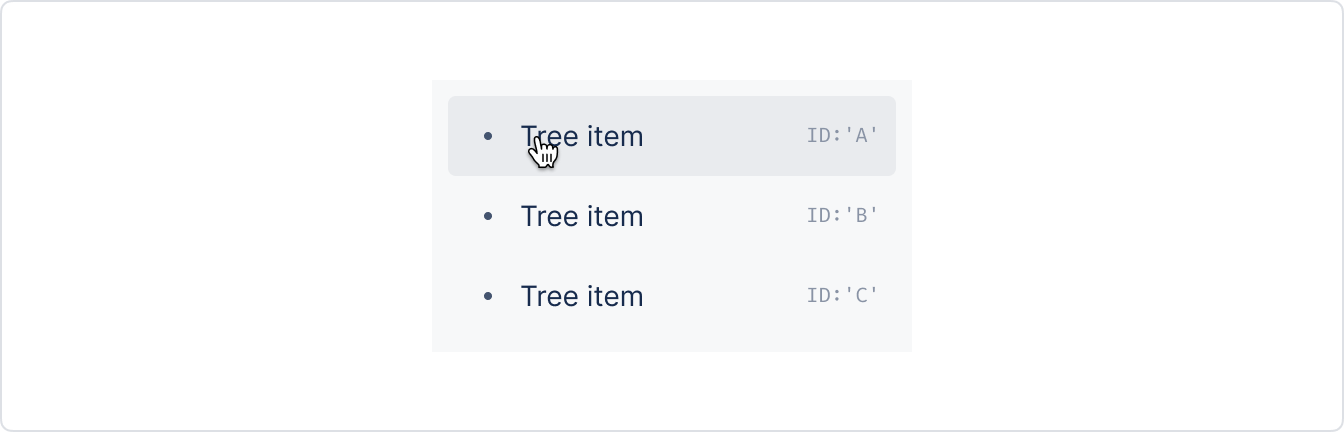 • Tree item ID:'A'
• Tree item ID:'B'
• Tree item ID:'C'